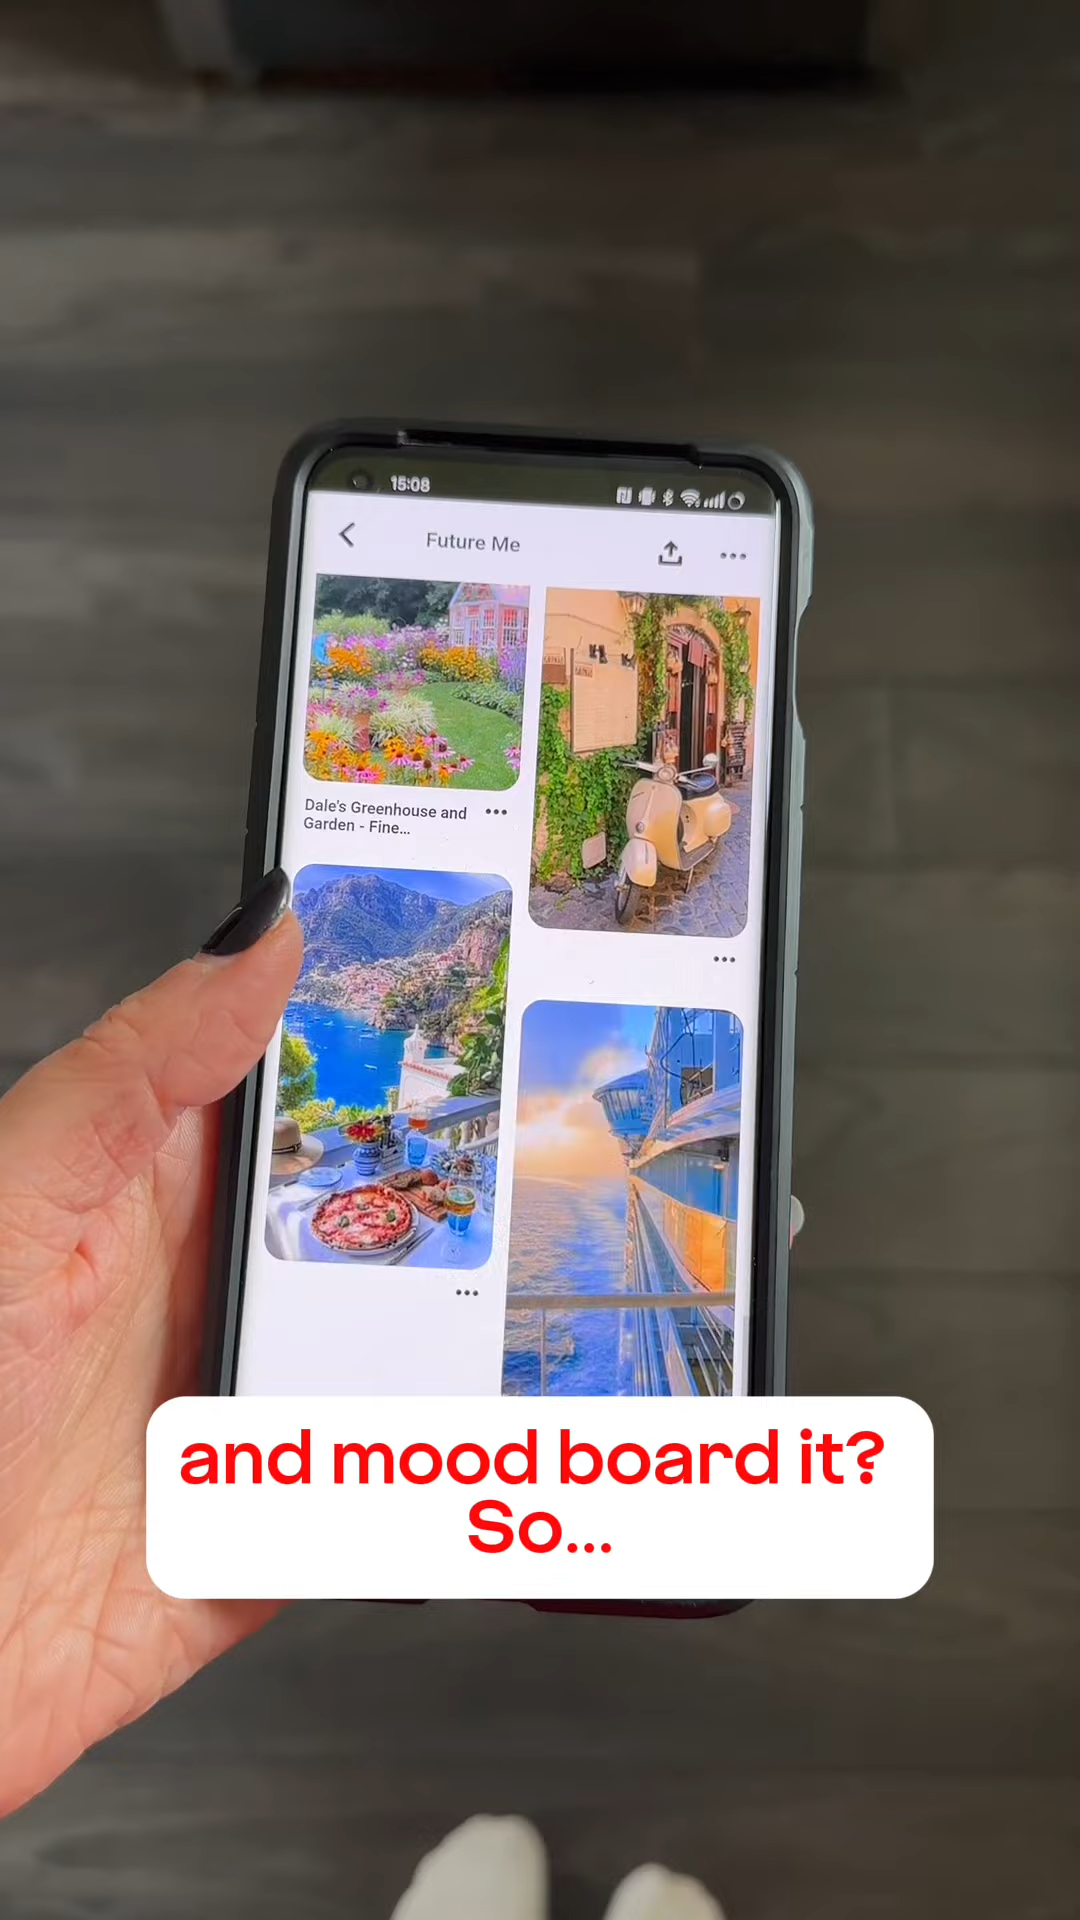 15:08
Future Me
Dale's Greenhouse and
Garden - Fine...
and mood board it?
So...